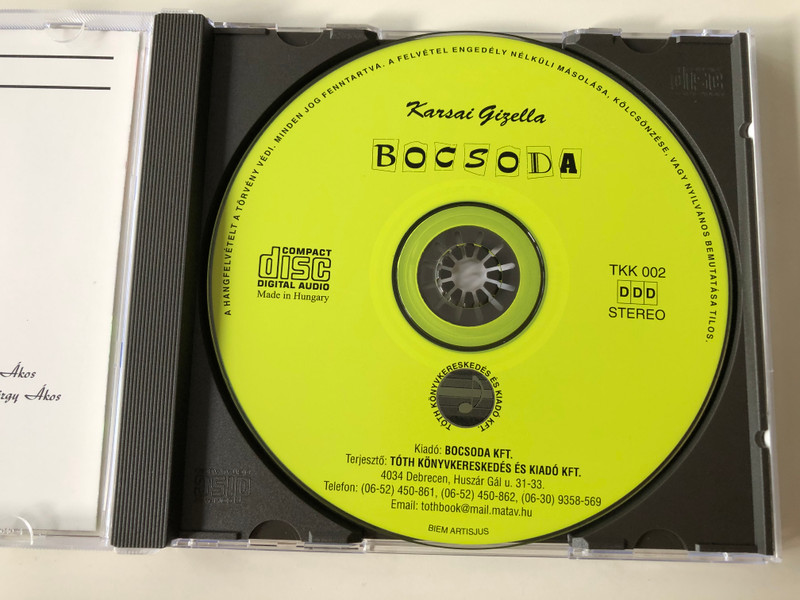 A HANGFELVÉTELT A TÖRVÉNY VÉDI. MINDEN JOG FENNTARTVA. A FELVÉTEL ENGEDÉLY NÉLKÜLI MÁSOLÁSA, KÖLCSÖNZÉSE, VAGY NYILVÁNOS BEMUTATÁSA TILOS.
Karsai Gizella
BOCSODA
COMPACT
disc
DIGITAL AUDIO
Made in Hungary
TKK 002
DDD
STEREO
TÓTH KÖNYVKERESKEDÉS ÉS KIADÓ KFT.
Kiadó: BOCSODA KFT.
Terjesztő: TÓTH KÖNYVKERESKEDÉS ÉS KIADÓ KFT.
4034 Debrecen, Huszár Gál u. 31-33.
Telefon: (06-52) 450-861, (06-52) 450-862, (06-30) 9358-569
Email: tothbook@mail.matav.hu
BIEM ARTISJUS
Ákos
Ákos
disc
disc